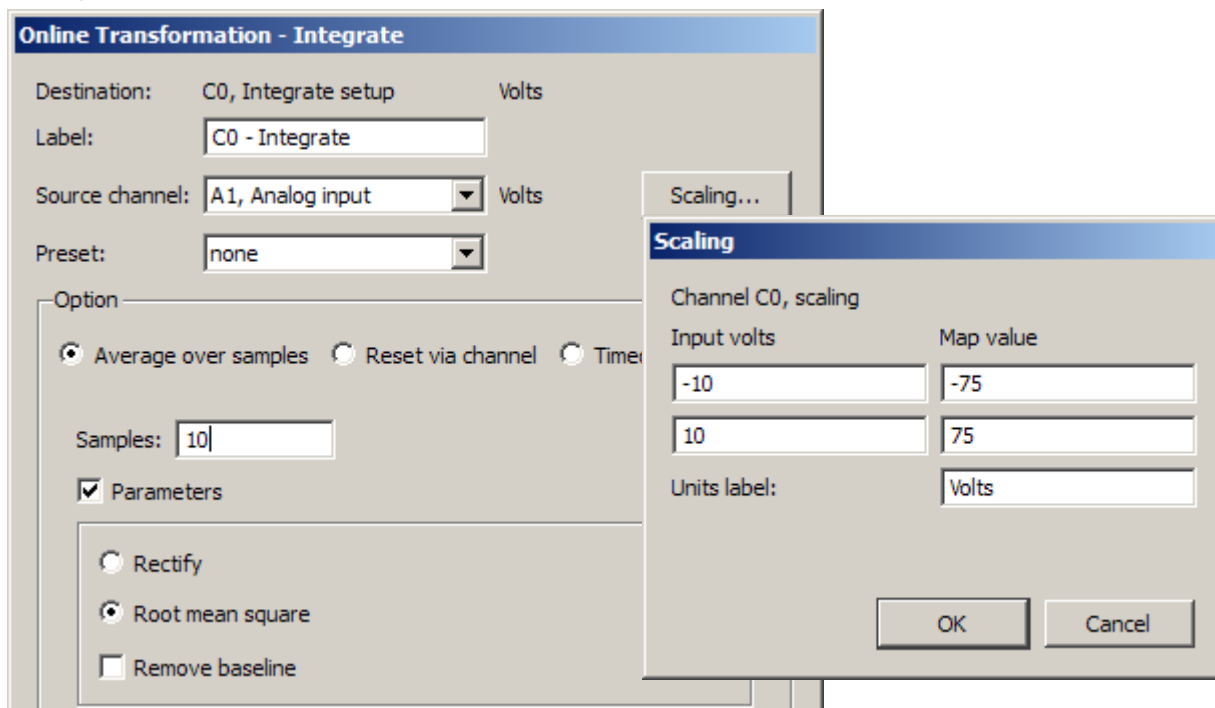 Online Transformation - Integrate
Destination: C0, Integrate setup Volts
Label: C0 - Integrate
Source channel: A1, Analog input Volts Scaling...
Preset: none
Option
Average over samples Reset via channel
Samples: 10
Parameters
Rectify
Root mean square
Remove baseline
Scaling
Channel C0, scaling
Input volts Map value
-10 -75
10 75
Units label: Volts
OK Cancel